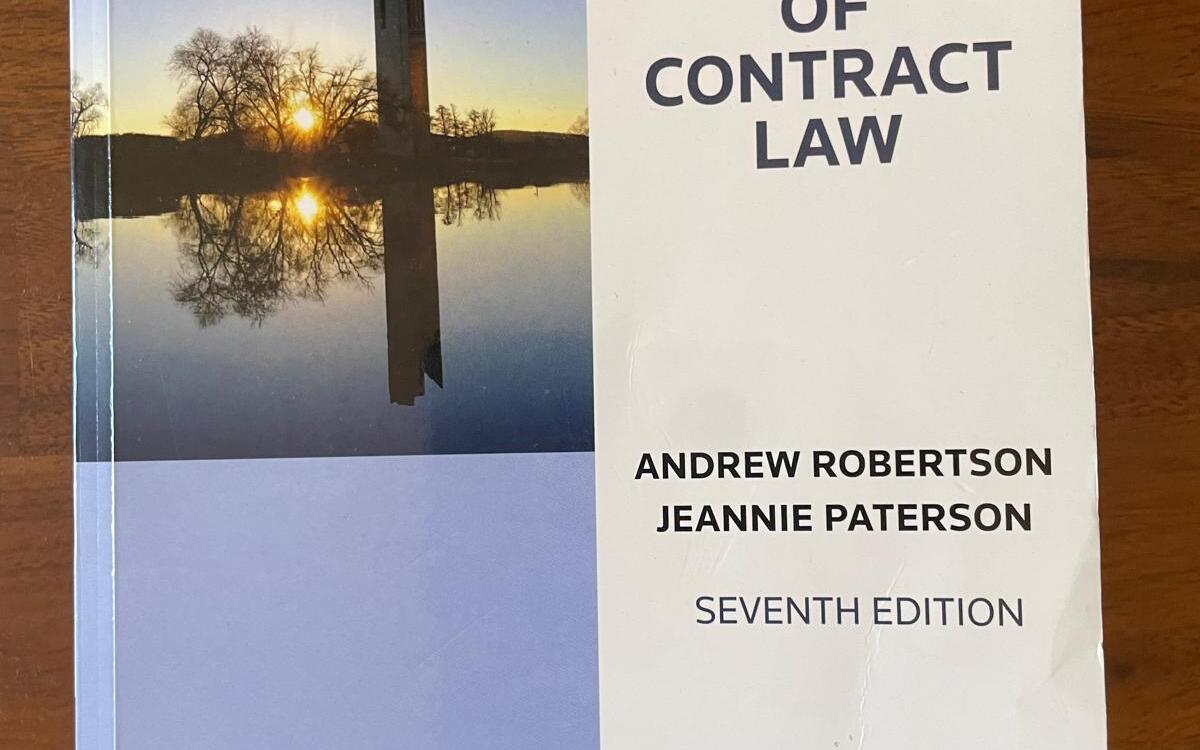 OF
CONTRACT
LAW
ANDREW ROBERTSON
JEANNIE PATERSON
SEVENTH EDITION